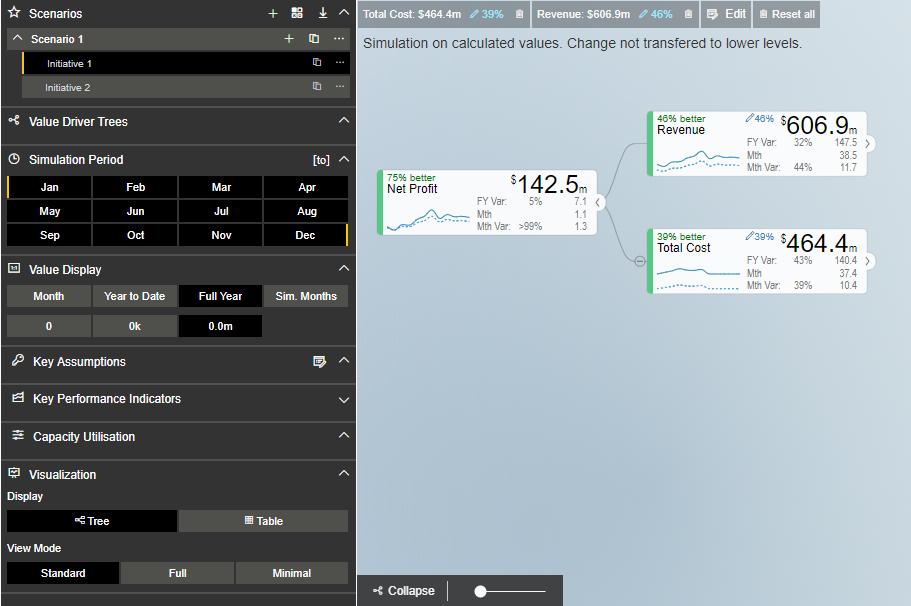 Scenarios
Scenario 1
Initiative 1
Initiative 2
Value Driver Trees
Simulation Period [to]
Jan Feb Mar Apr
May Jun Jul Aug
Sep Oct Nov Dec
Value Display
Month Year to Date Full Year Sim. Months
0 0k 0.0m
Key Assumptions
Key Performance Indicators
Capacity Utilisation
Visualization
Display
Tree Table
View Mode
Standard Full Minimal
Total Cost: $464.4m 39% Revenue: $606.9m 46% Edit Reset all
Simulation on calculated values. Change not transfered to lower levels.
75% better
Net Profit $142.5m
FY Var: 5% 7.1
Mth 1.1
Mth Var: >99% 1.3
46% better 46%
Revenue $606.9m
FY Var: 32% 147.5
Mth 38.5
Mth Var: 44% 11.7
39% better 39%
Total Cost $464.4m
FY Var: 43% 140.4
Mth 37.4
Mth Var: 39% 10.4
Collapse